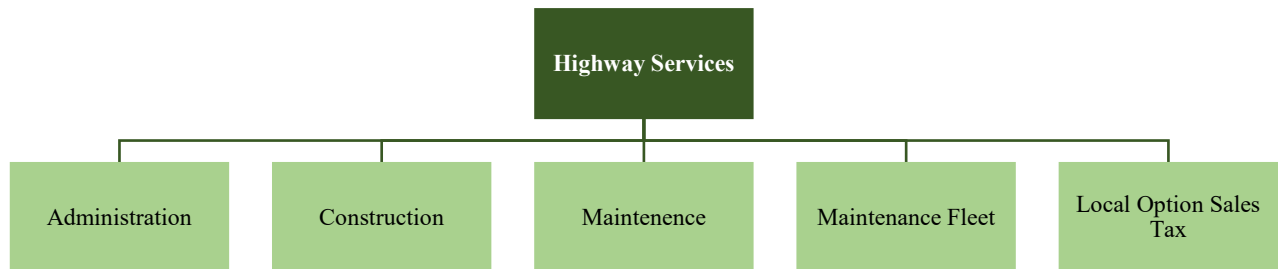 Highway Services
Administration
Construction
Maintenence
Maintenance Fleet
Local Option Sales
Tax